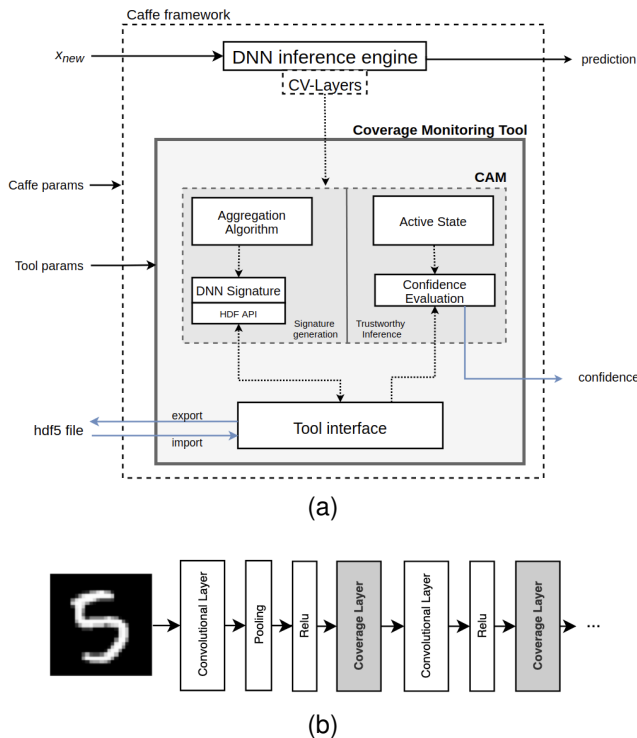 Caffe framework
x_new
DNN inference engine
prediction
CV-Layers
Coverage Monitoring Tool
CAM
Caffe params
Aggregation
Algorithm
Active State
Tool params
DNN Signature
HDF API
Confidence
Evaluation
Signature
generation
Trustworthy
Inference
confidence
export
hdf5 file
import
Tool interface
(a)
5
Convolutional Layer
Pooling
Relu
Coverage Layer
Convolutional Layer
Relu
Coverage Layer
...
(b)